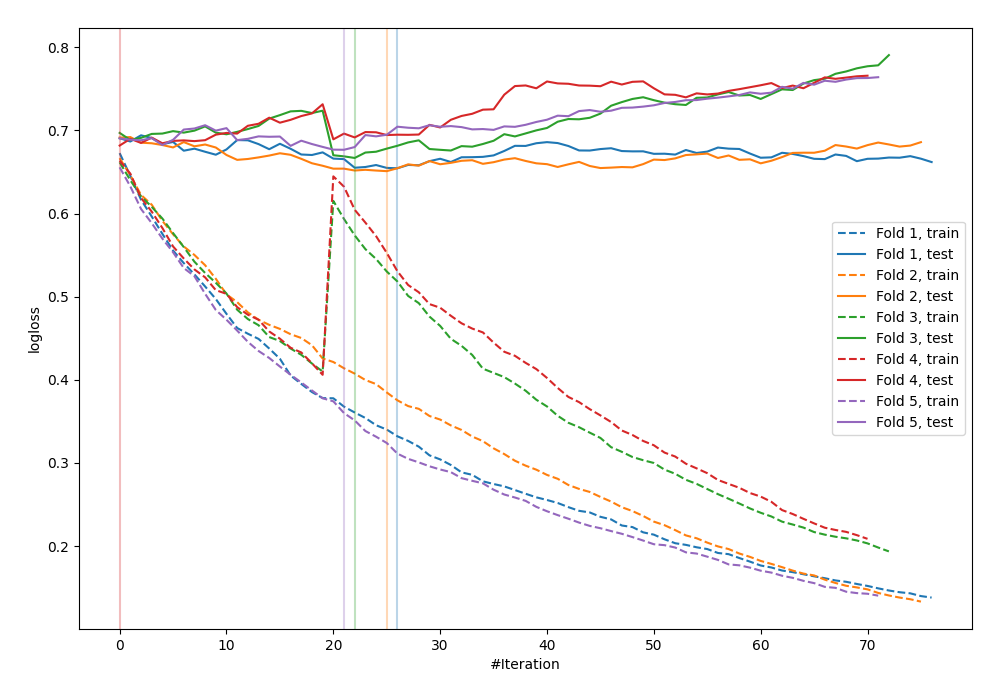 0.8
0.7
0.6
0.5
0.4
0.3
0.2
logloss
0 10 20 30 40 50 60 70
#Iteration
Fold 1, train
Fold 1, test
Fold 2, train
Fold 2, test
Fold 3, train
Fold 3, test
Fold 4, train
Fold 4, test
Fold 5, train
Fold 5, test